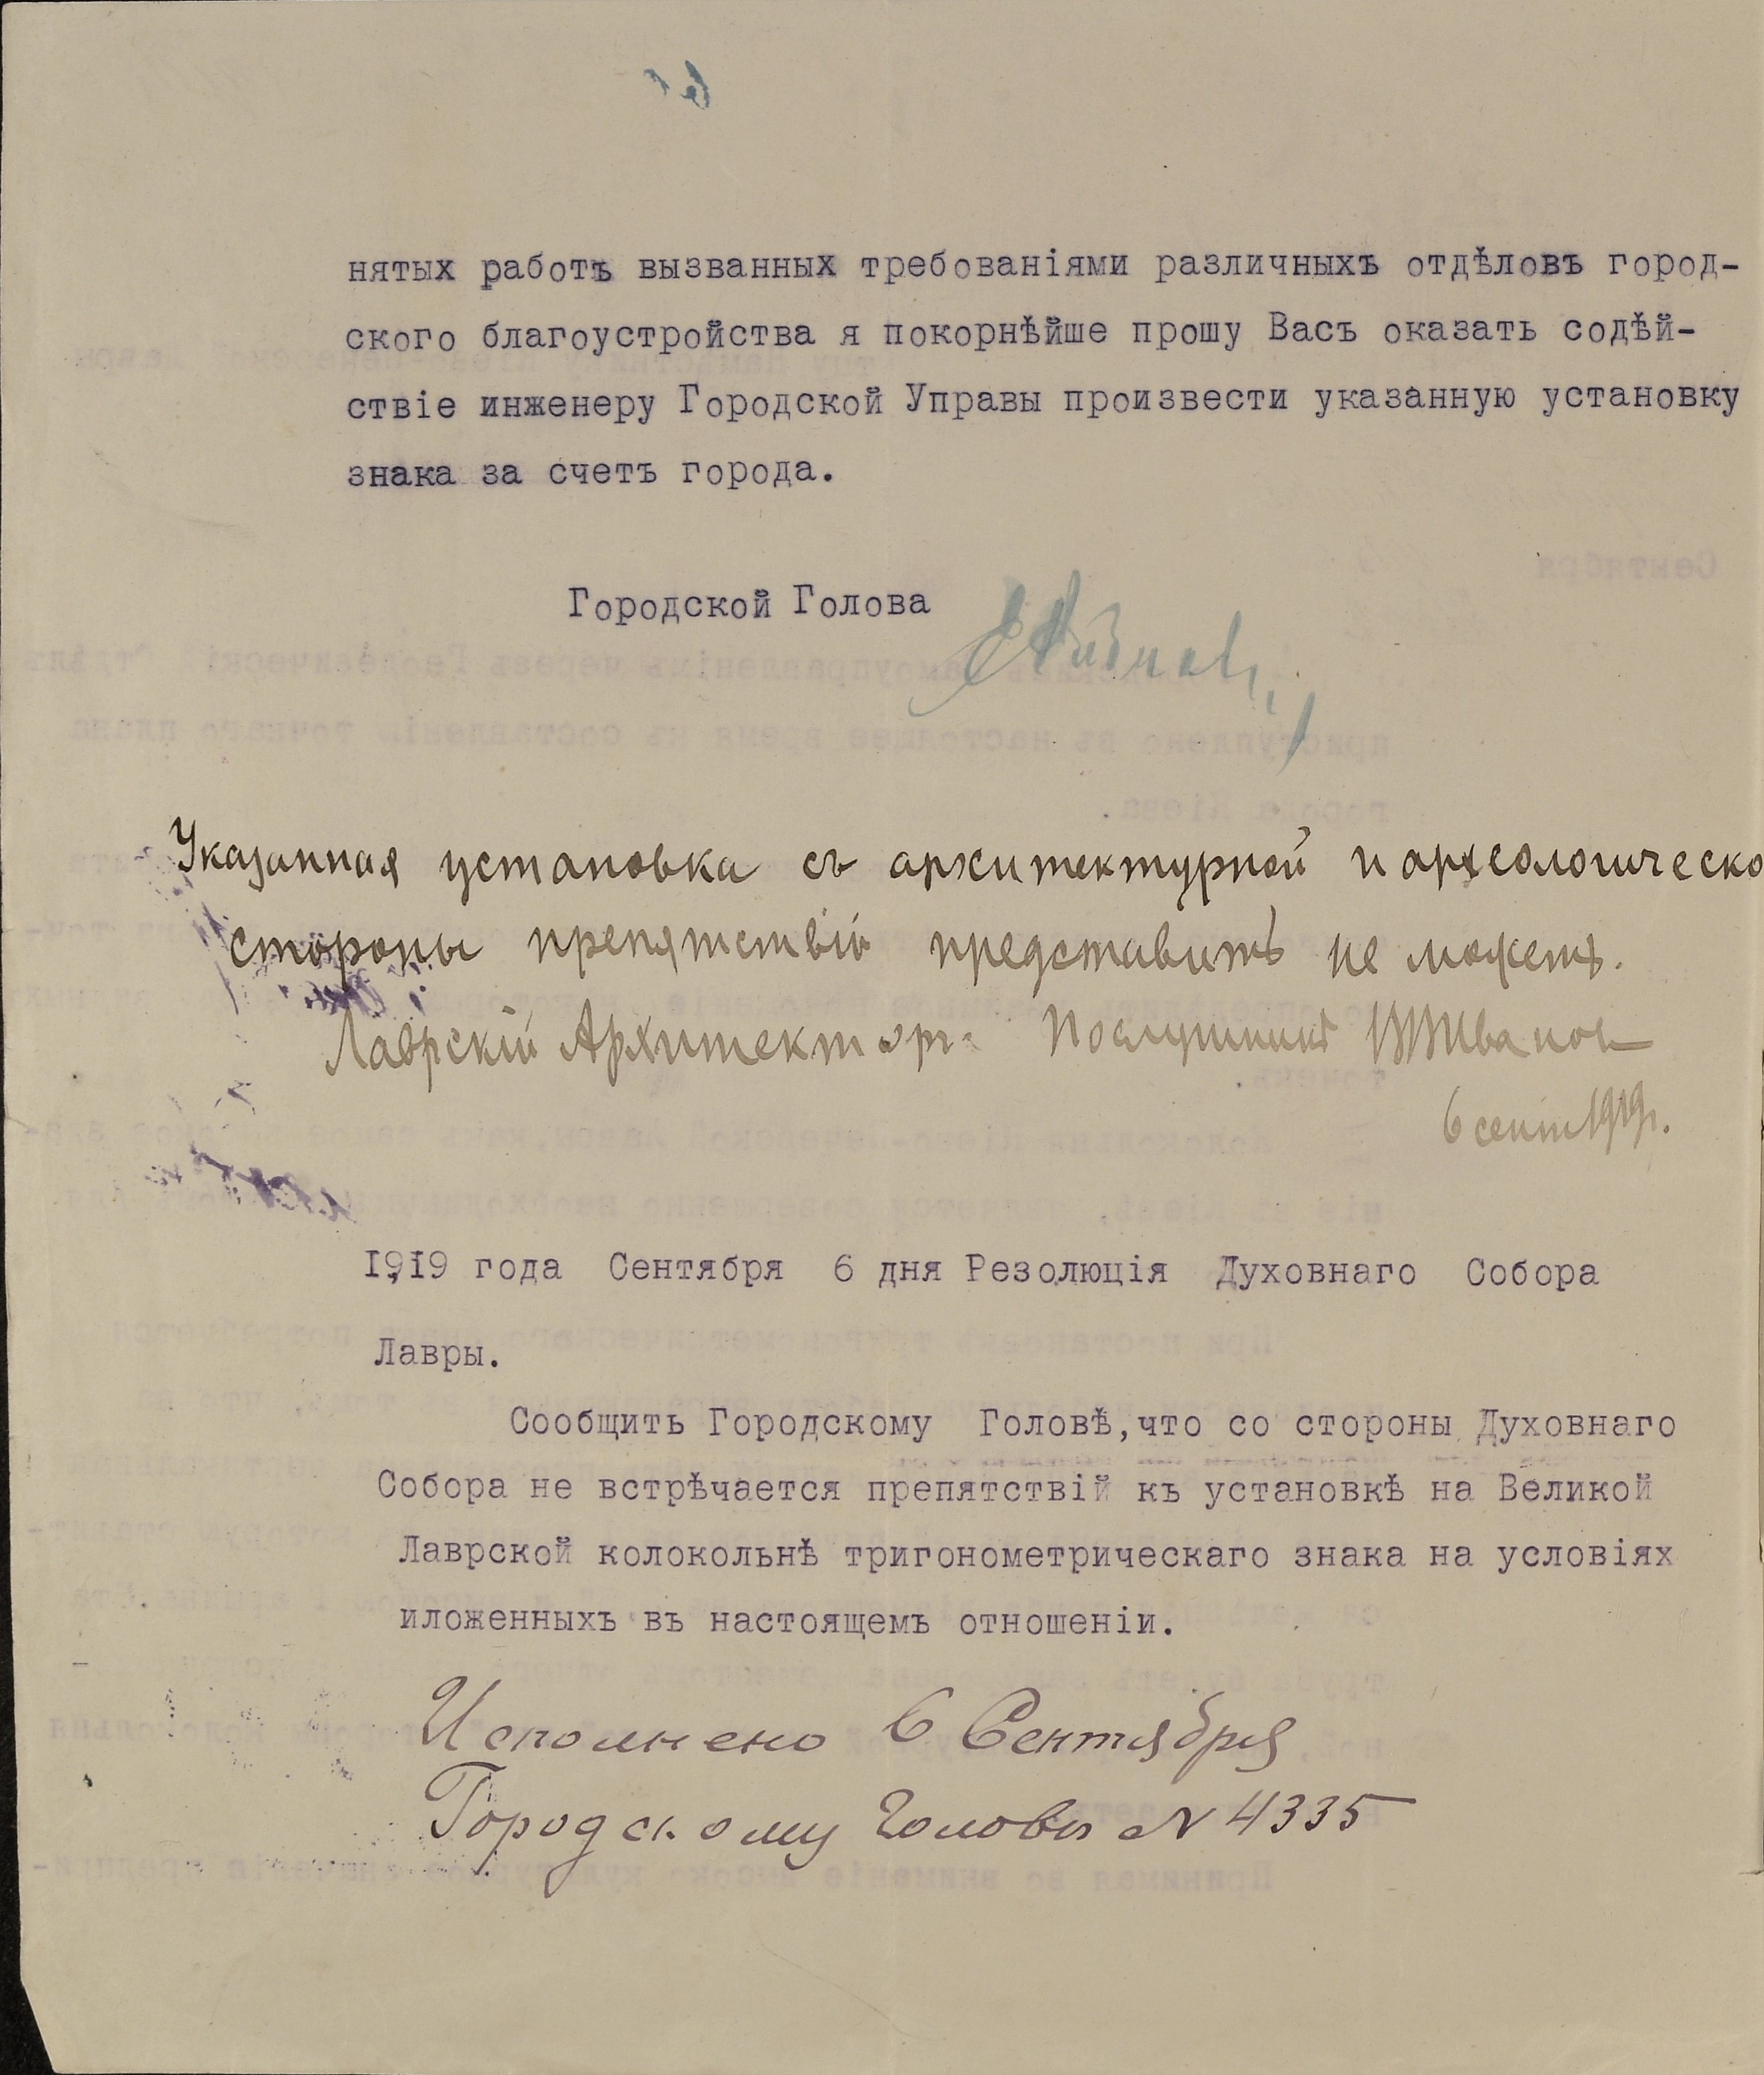 нятых работъ вызванных требованіями различныхъ отдѣловъ город-
ского благоустройства я покорнѣйше прошу Васъ оказать содѣй-
ствіе инженеру Городской Управы произвести указанную установку
знака за счетъ города.
Городской Голова
Указанная установка съ архитектурной и археологическо
стороны препятствій представить не можетъ.
Лаврскій Архитекторъ Послушникъ Ивановъ
6 сент 1919 г.
1919 года Сентября 6 дня Резолюція Духовнаго Собора
Лавры.
Сообщить Городскому Головѣ,что со стороны Духовнаго
Собора не встрѣчается препятствій къ установкѣ на Великой
Лаврской колокольнѣ тригонометрическаго знака на условіях
иложенныхъ въ настоящемъ отношеніи.
Исполнено 6 Сентября
Городскому Головѣ № 4335